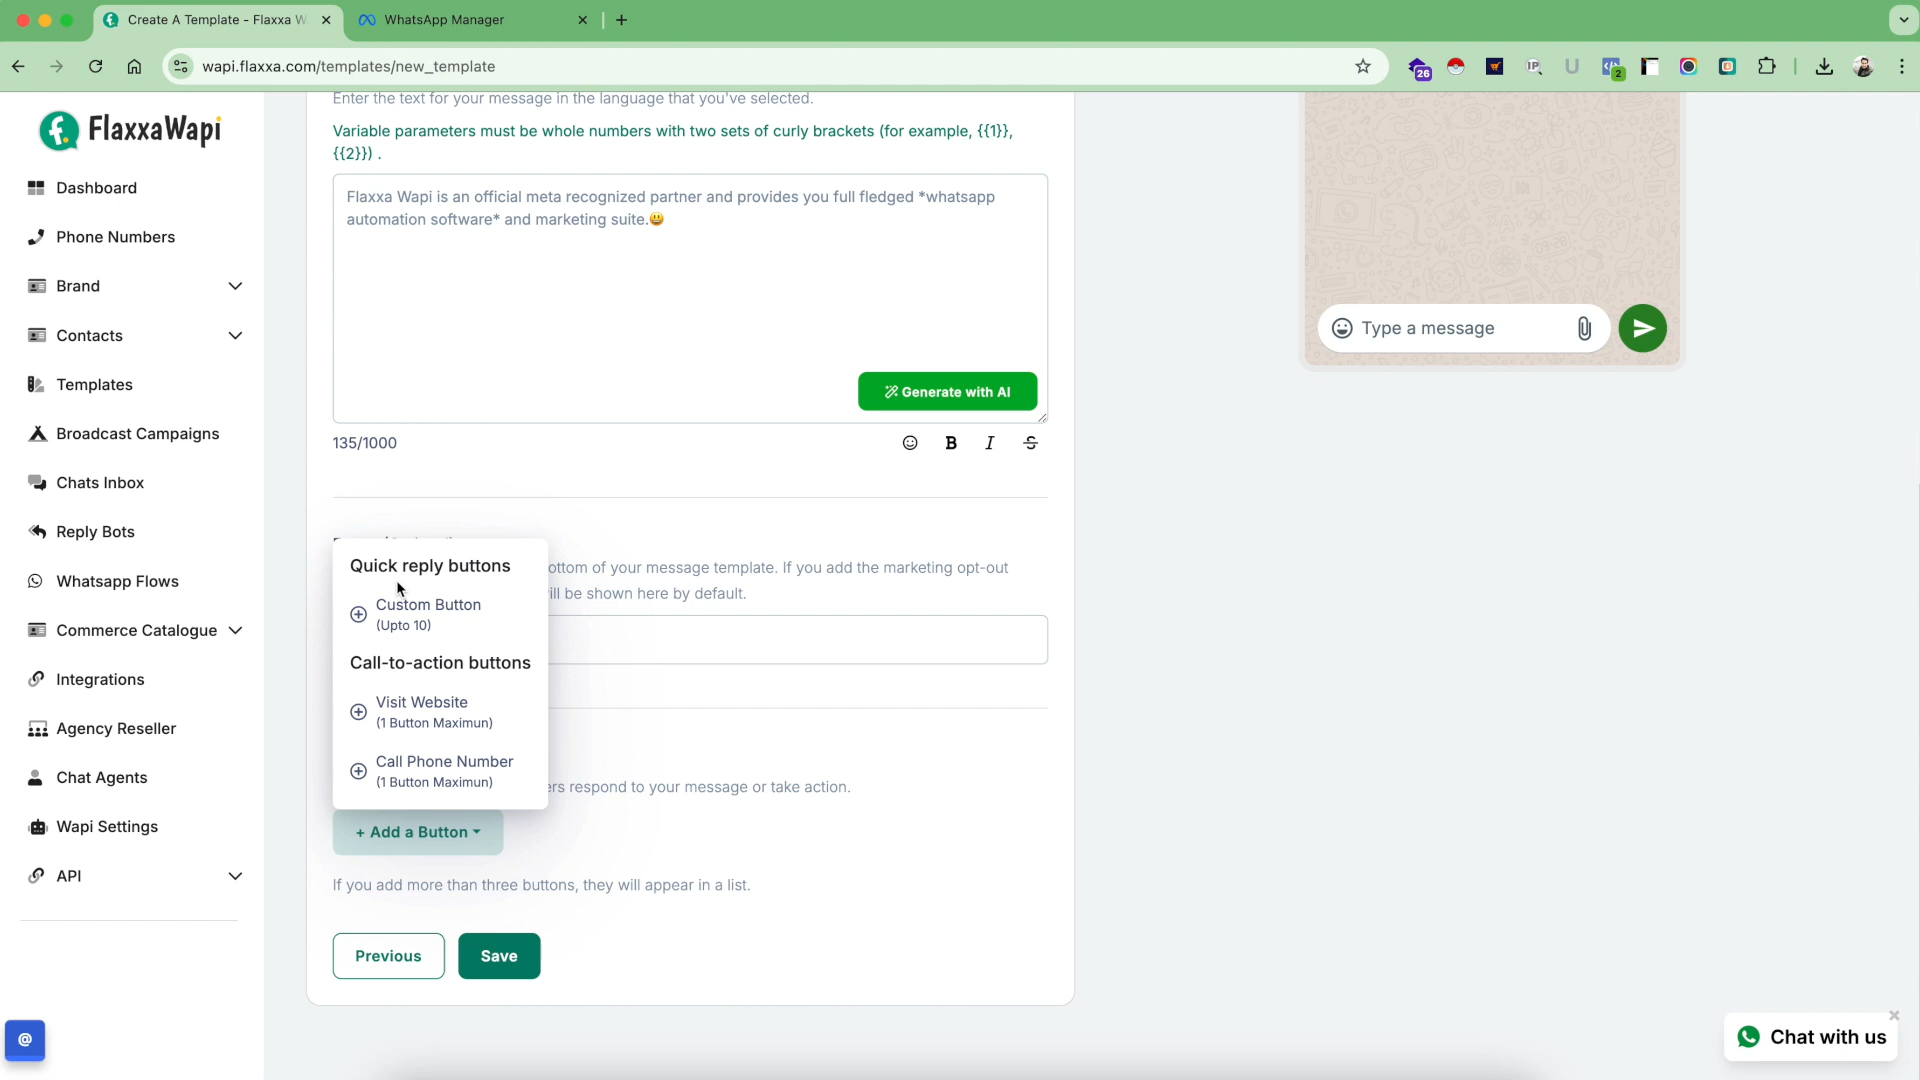 Create A Template - Flaxxa W
WhatsApp Manager
wapi.flaxxa.com/templates/new_template
26
IP
U
2
FlaxxaWapi
Dashboard
Phone Numbers
Brand
Contacts
Templates
Broadcast Campaigns
Chats Inbox
Reply Bots
Whatsapp Flows
Commerce Catalogue
Integrations
Agency Reseller
Chat Agents
Wapi Settings
API
@
Enter the text for your message in the language that you've selected.
Variable parameters must be whole numbers with two sets of curly brackets (for example, {{1}},
{{2}}) .
Flaxxa Wapi is an official meta recognized partner and provides you full fledged *whatsapp
automation software* and marketing suite.😃
Generate with AI
135/1000
B I S
Quick reply buttons
Custom Button
(Upto 10)
Call-to-action buttons
Visit Website
(1 Button Maximun)
Call Phone Number
(1 Button Maximun)
ottom of your message template. If you add the marketing opt-out
ill be shown here by default.
ers respond to your message or take action.
+ Add a Button
If you add more than three buttons, they will appear in a list.
Previous
Save
Type a message
Chat with us